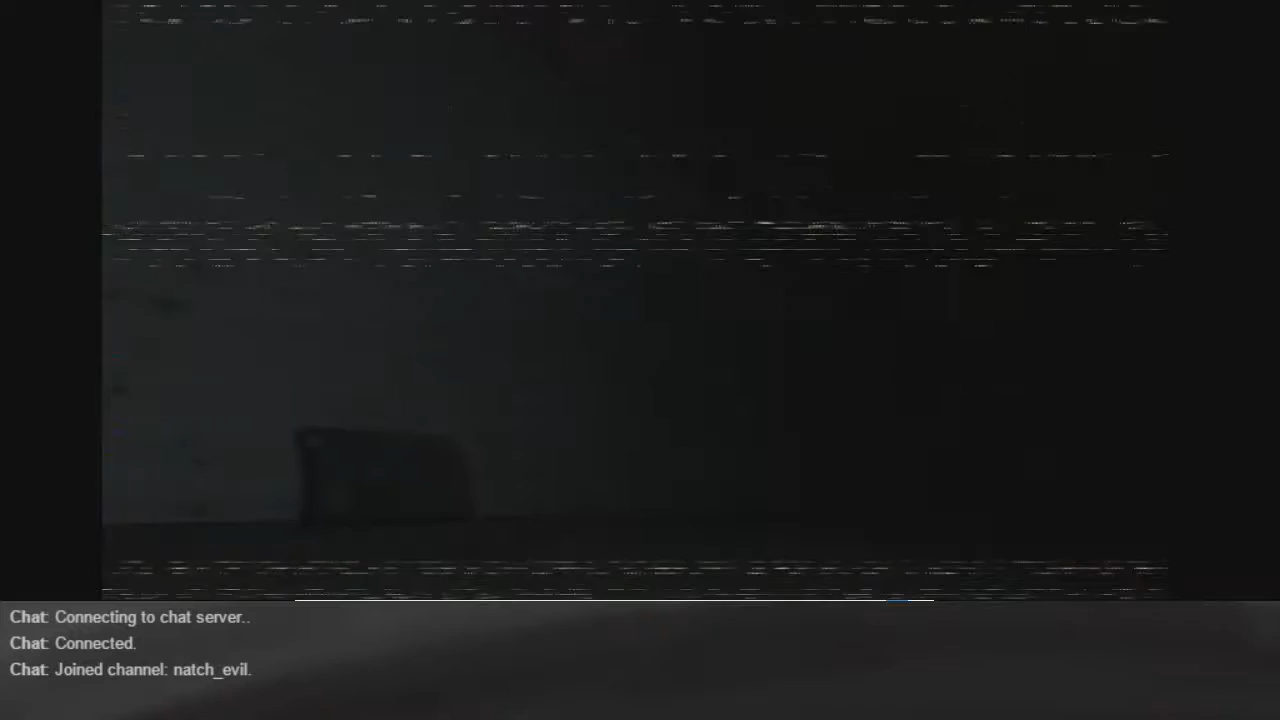 Chat: Connecting to chat server..
Chat: Connected.
Chat: Joined channel: natch_evil.